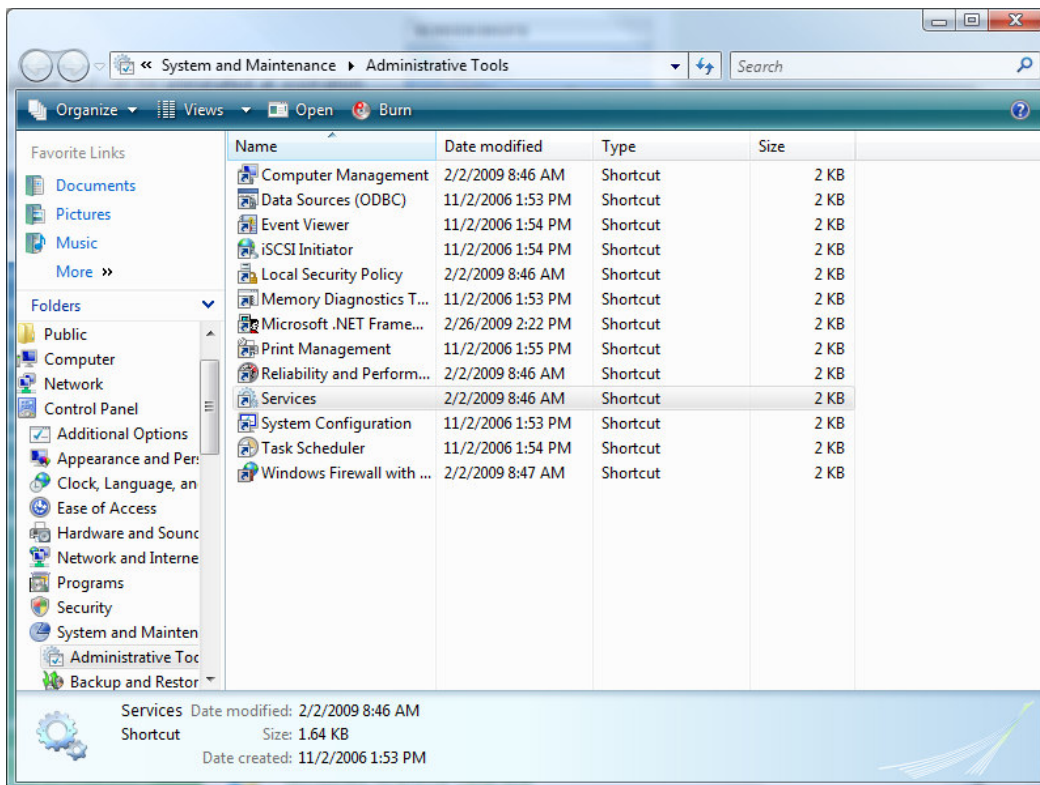 « System and Maintenance ▸ Administrative Tools
Search
Organize Views Open Burn
Favorite Links
Documents
Pictures
Music
More »
Folders
Public
Computer
Network
Control Panel
Additional Options
Appearance and Pers
Clock, Language, an
Ease of Access
Hardware and Sound
Network and Interne
Programs
Security
System and Mainten
Administrative Too
Backup and Restor
Name Date modified Type Size
Computer Management 2/2/2009 8:46 AM Shortcut 2 KB
Data Sources (ODBC) 11/2/2006 1:53 PM Shortcut 2 KB
Event Viewer 11/2/2006 1:54 PM Shortcut 2 KB
iSCSI Initiator 11/2/2006 1:54 PM Shortcut 2 KB
Local Security Policy 2/2/2009 8:46 AM Shortcut 2 KB
Memory Diagnostics T... 11/2/2006 1:53 PM Shortcut 2 KB
Microsoft .NET Frame... 2/26/2009 2:22 PM Shortcut 2 KB
Print Management 11/2/2006 1:55 PM Shortcut 2 KB
Reliability and Perform... 2/2/2009 8:46 AM Shortcut 2 KB
Services 2/2/2009 8:46 AM Shortcut 2 KB
System Configuration 11/2/2006 1:53 PM Shortcut 2 KB
Task Scheduler 11/2/2006 1:54 PM Shortcut 2 KB
Windows Firewall with ... 2/2/2009 8:47 AM Shortcut 2 KB
Services Date modified: 2/2/2009 8:46 AM
Shortcut Size: 1.64 KB
Date created: 11/2/2006 1:53 PM